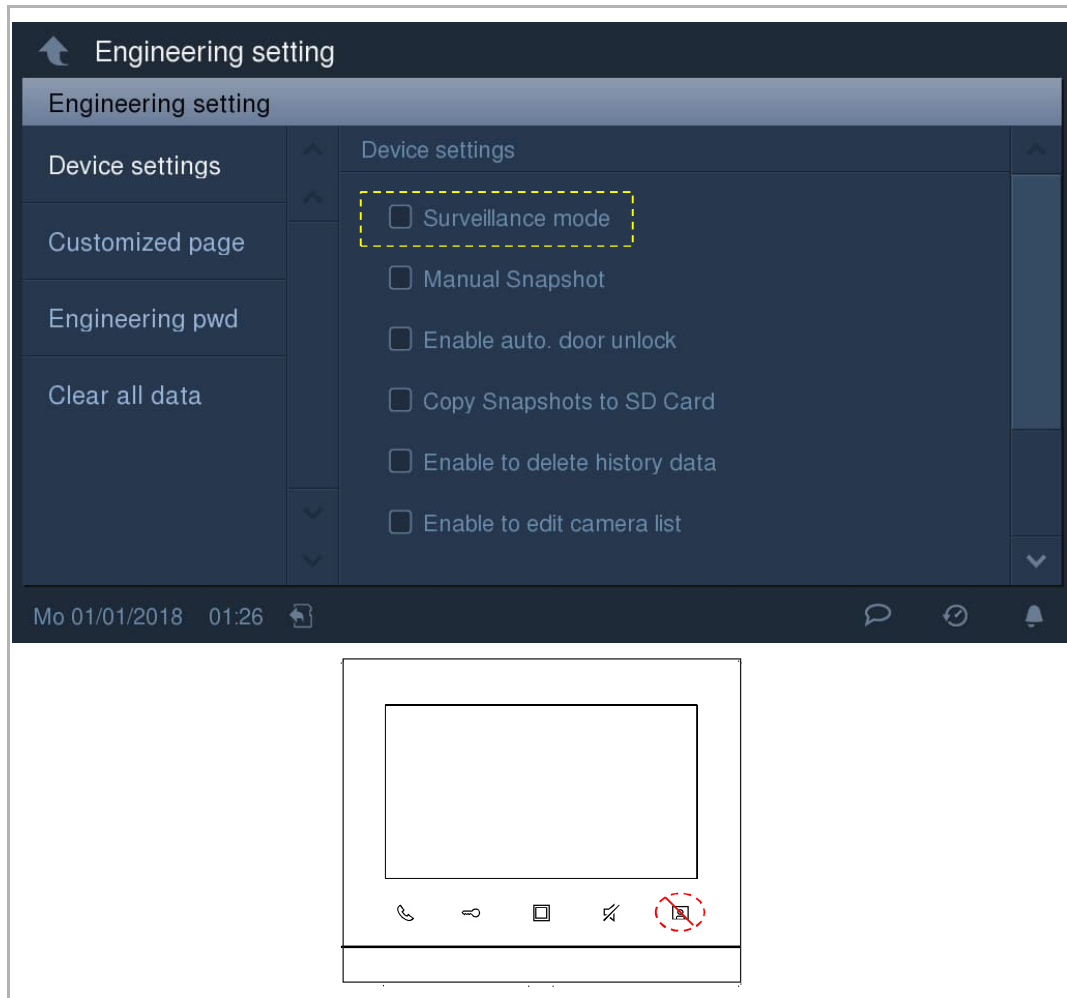 Engineering setting
Engineering setting
Device settings
Customized page
Engineering pwd
Clear all data
Device settings
Surveillance mode
Manual Snapshot
Enable auto. door unlock
Copy Snapshots to SD Card
Enable to delete history data
Enable to edit camera list
Mo 01/01/2018 01:26